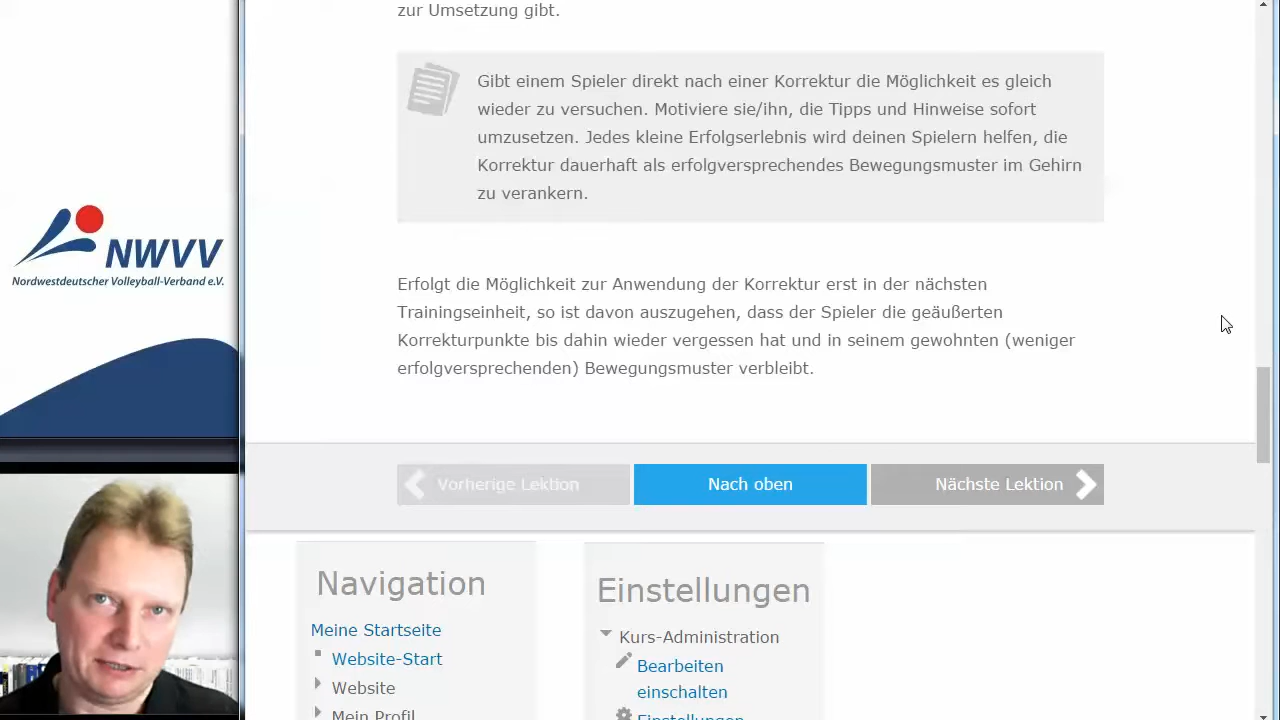 zur Umsetzung gibt.
Gibt einem Spieler direkt nach einer Korrektur die Möglichkeit es gleich
wieder zu versuchen. Motiviere sie/ihn, die Tipps und Hinweise sofort
umzusetzen. Jedes kleine Erfolgserlebnis wird deinen Spielern helfen, die
Korrektur dauerhaft als erfolgversprechendes Bewegungsmuster im Gehirn
zu verankern.
NWVV
Nordwestdeutscher Volleyball-Verband e.V.
Erfolgt die Möglichkeit zur Anwendung der Korrektur erst in der nächsten
Trainingseinheit, so ist davon auszugehen, dass der Spieler die geäußerten
Korrekturpunkte bis dahin wieder vergessen hat und in seinem gewohnten (weniger
erfolgversprechenden) Bewegungsmuster verbleibt.
Vorherige Lektion
Nach oben
Nächste Lektion
Navigation
Meine Startseite
Website-Start
Website
Mein Profil
Einstellungen
Kurs-Administration
Bearbeiten
einschalten
Einstellungen